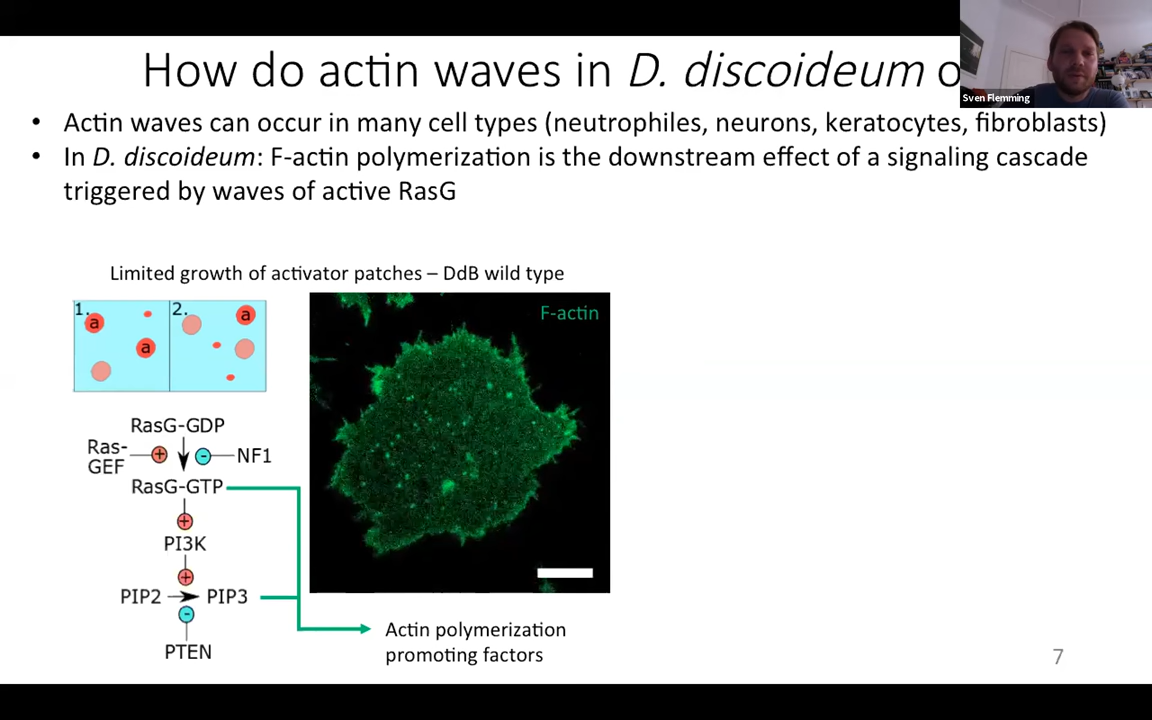 How do actin waves in D. discoideum o
Sven Flemming
• Actin waves can occur in many cell types (neutrophiles, neurons, keratocytes, fibroblasts)
• In D. discoideum: F-actin polymerization is the downstream effect of a signaling cascade
triggered by waves of active RasG
Limited growth of activator patches – DdB wild type
1. 2.
a a
a
F-actin
RasG-GDP
Ras-
GEF + - NF1
RasG-GTP
+
PI3K
+
PIP2 PIP3
-
PTEN
Actin polymerization
promoting factors
7